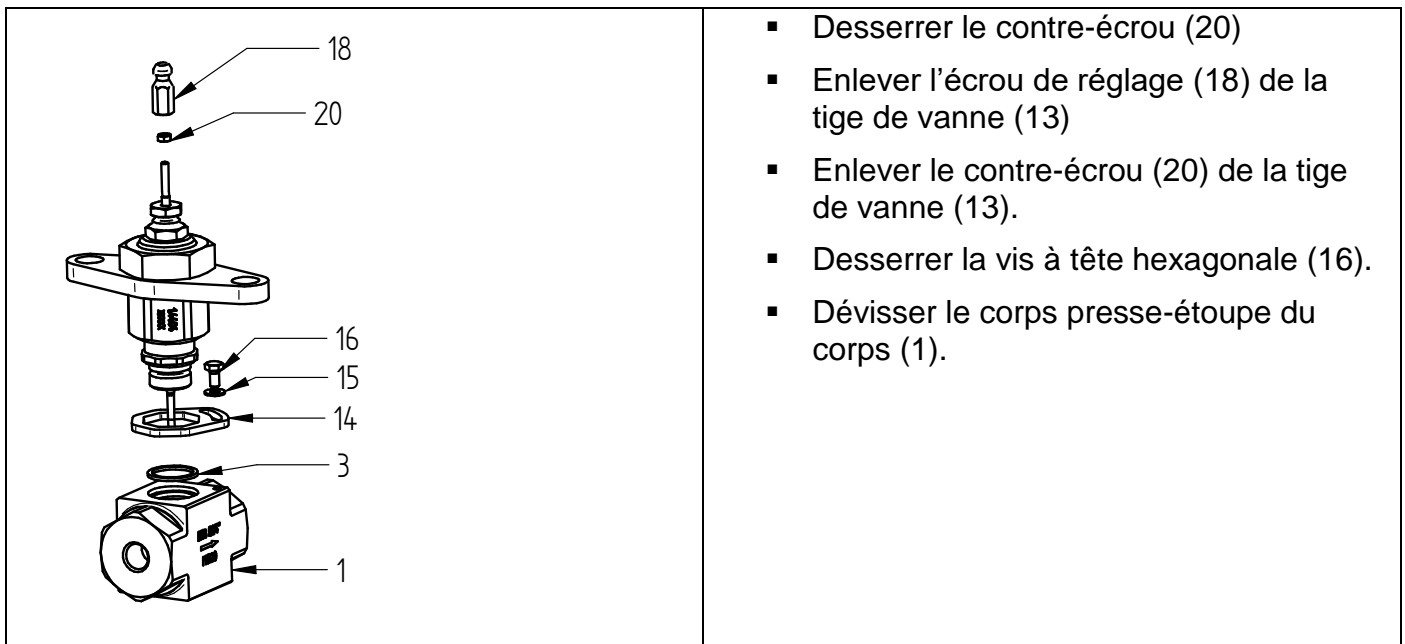 18
20
16
15
14
3
1
▪ Desserrer le contre-écrou (20)
▪ Enlever l’écrou de réglage (18) de la
tige de vanne (13)
▪ Enlever le contre-écrou (20) de la tige
de vanne (13).
▪ Desserrer la vis à tête hexagonale (16).
▪ Dévisser le corps presse-étoupe du
corps (1).